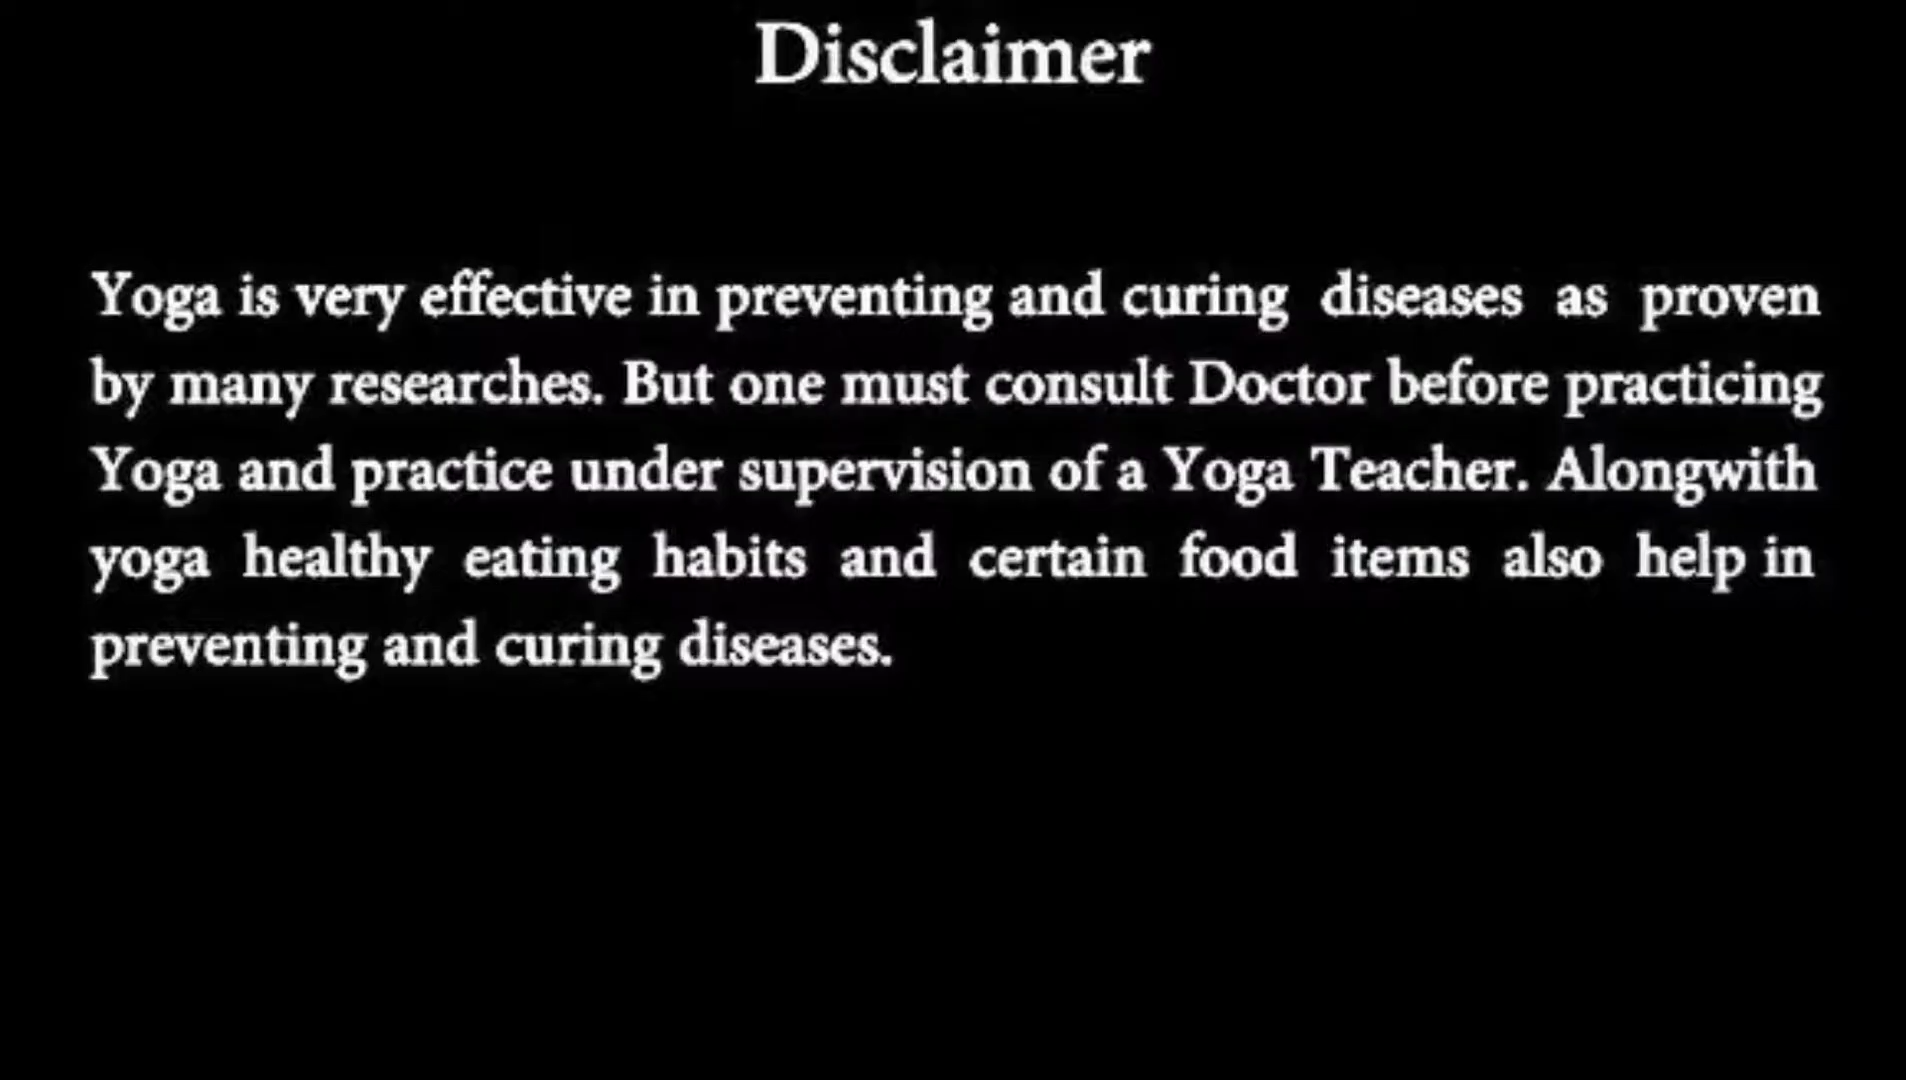 Disclaimer
Yoga is very effective in preventing and curing diseases as proven
by many researches. But one must consult Doctor before practicing
Yoga and practice under supervision of a Yoga Teacher. Alongwith
yoga healthy eating habits and certain food items also help in
preventing and curing diseases.